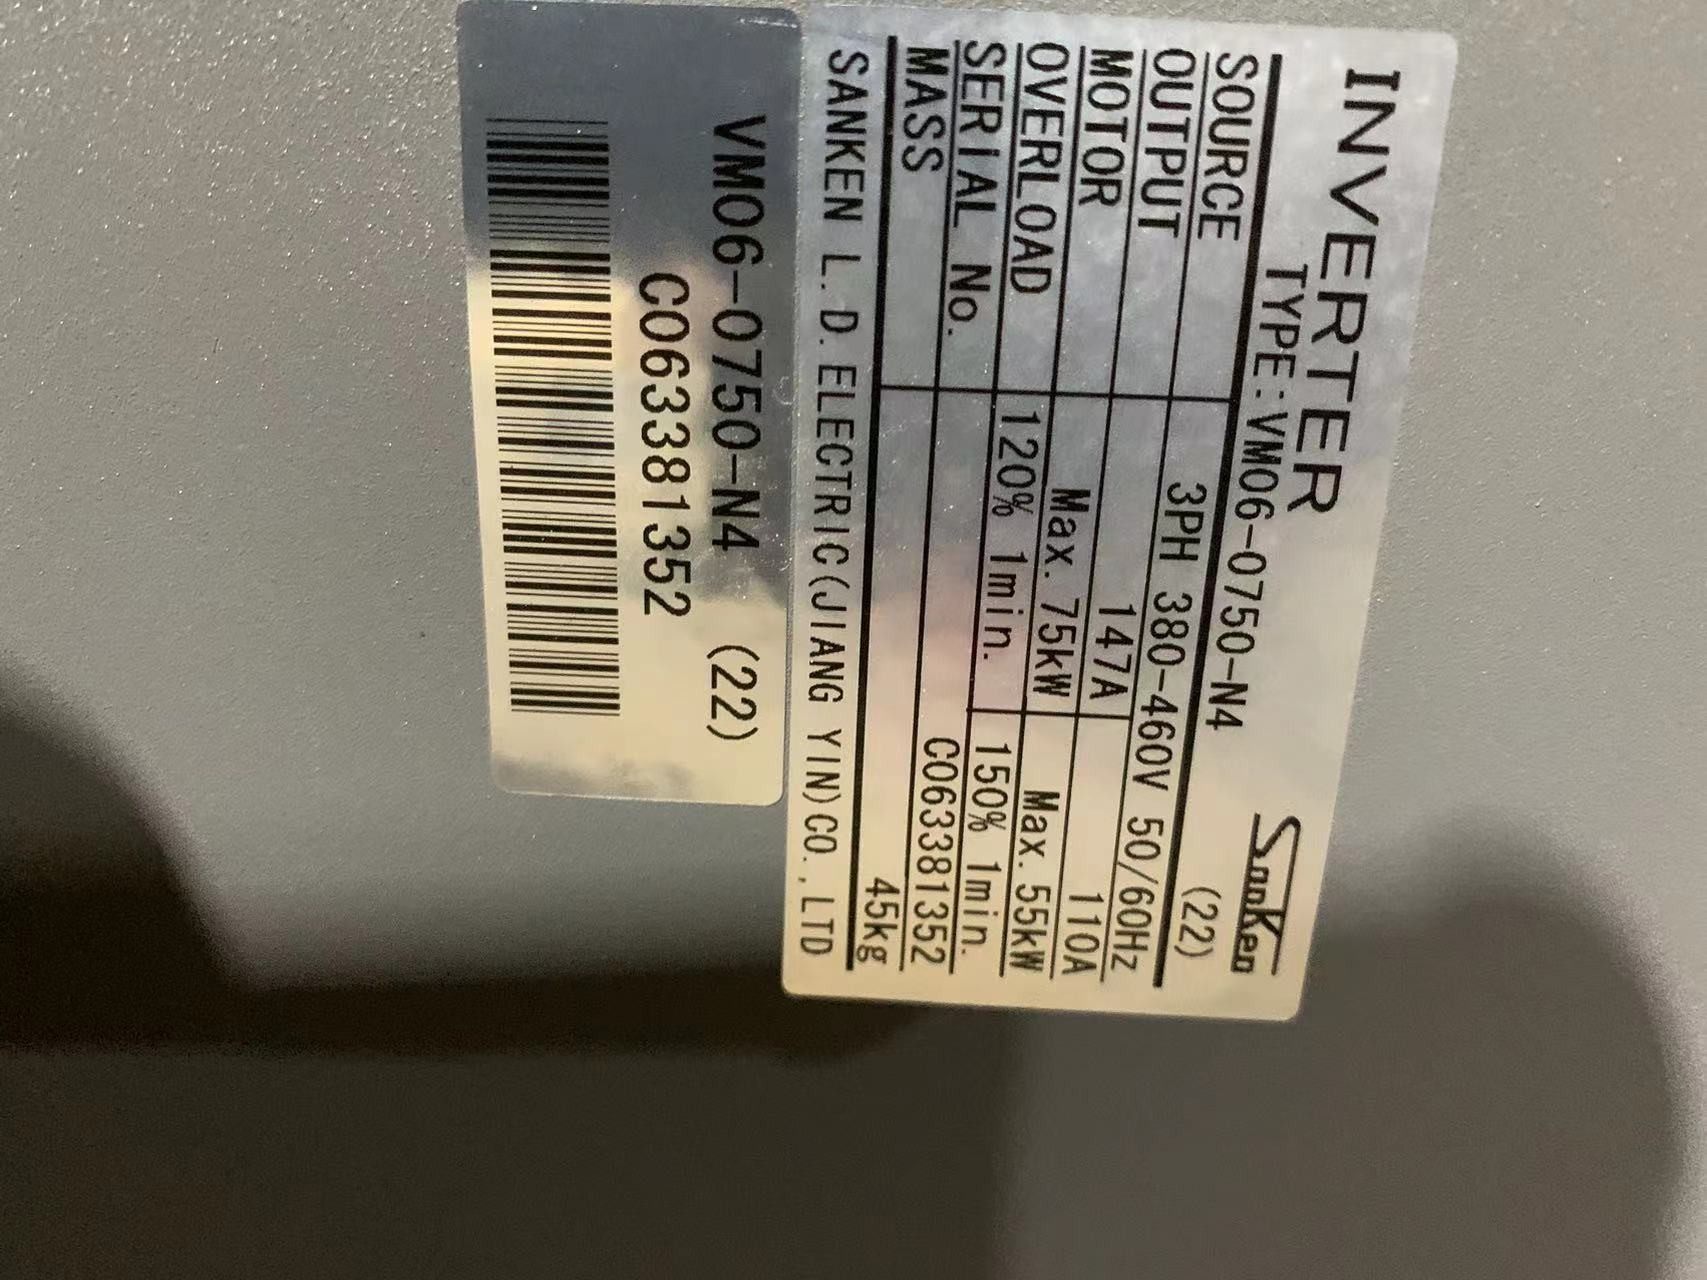 INVERTER
SanKen
TYPE:VM06-0750-N4 (22)
SOURCE 3PH 380-460V 50/60Hz
OUTPUT 147A 110A
MOTOR Max. 75kW Max. 55kW
OVERLOAD 120% 1min. 150% 1min.
SERIAL No. C063381352
MASS 45kg
SANKEN L.D. ELECTRIC(JIANG YIN)CO.,LTD
VM06-0750-N4 (22)
C063381352